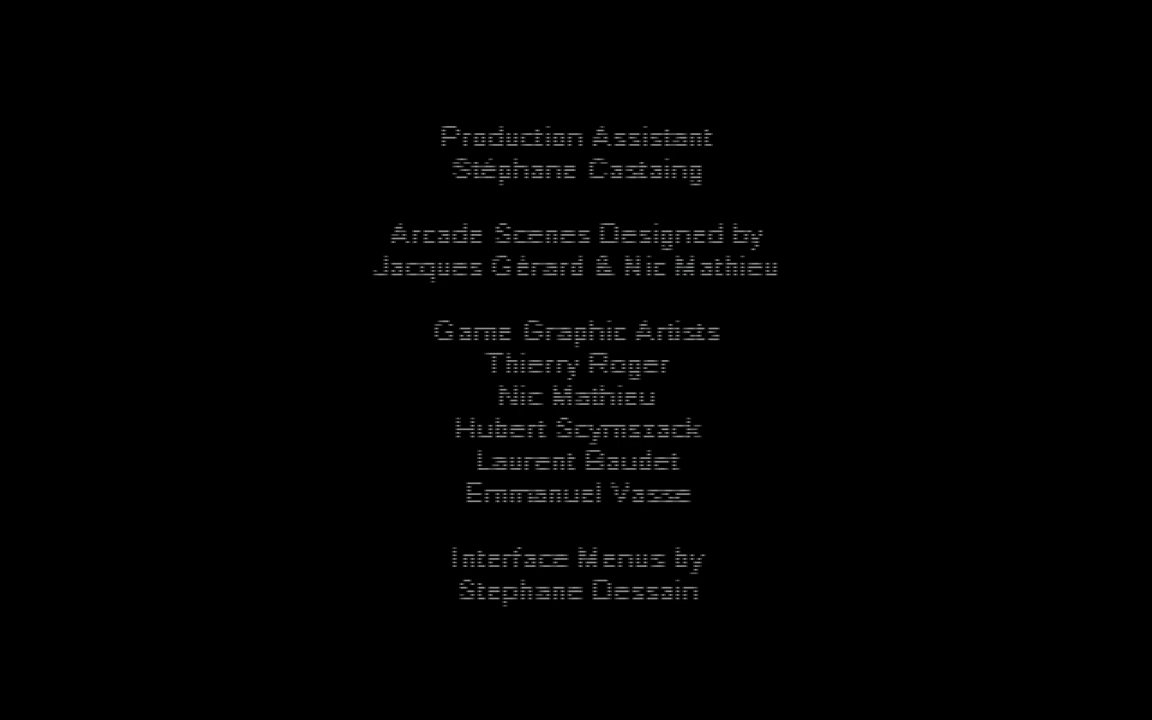 Production Assistant
Stéphane Castaing
Arcade Scenes Designed by
Jacques Gérard & Nic Mathieu
Game Graphic Artists
Thierry Roger
Nic Mathieu
Hubert Scymszack
Laurent Baudet
Emmanuel Vasse
Interface Menus by
Stephane Dessain